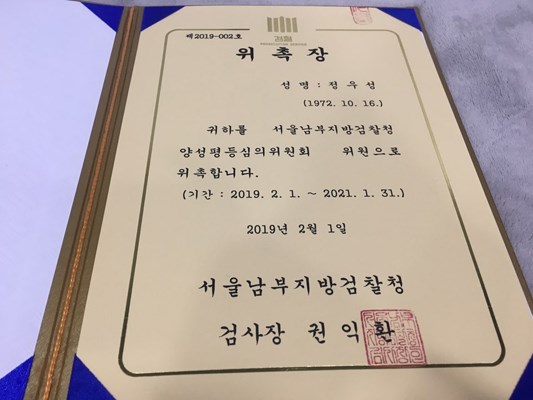 제2019-002호
검찰
위 촉 장
성 명 : 정 우 성
(1972. 10. 16.)
귀하를 서울남부지방검찰청
양성평등심의위원회 위원으로
위촉합니다.
(기간 : 2019. 2. 1. ~ 2021. 1. 31.)
2019년 2월 1일
서울남부지방검찰청
검사장 권 익 환